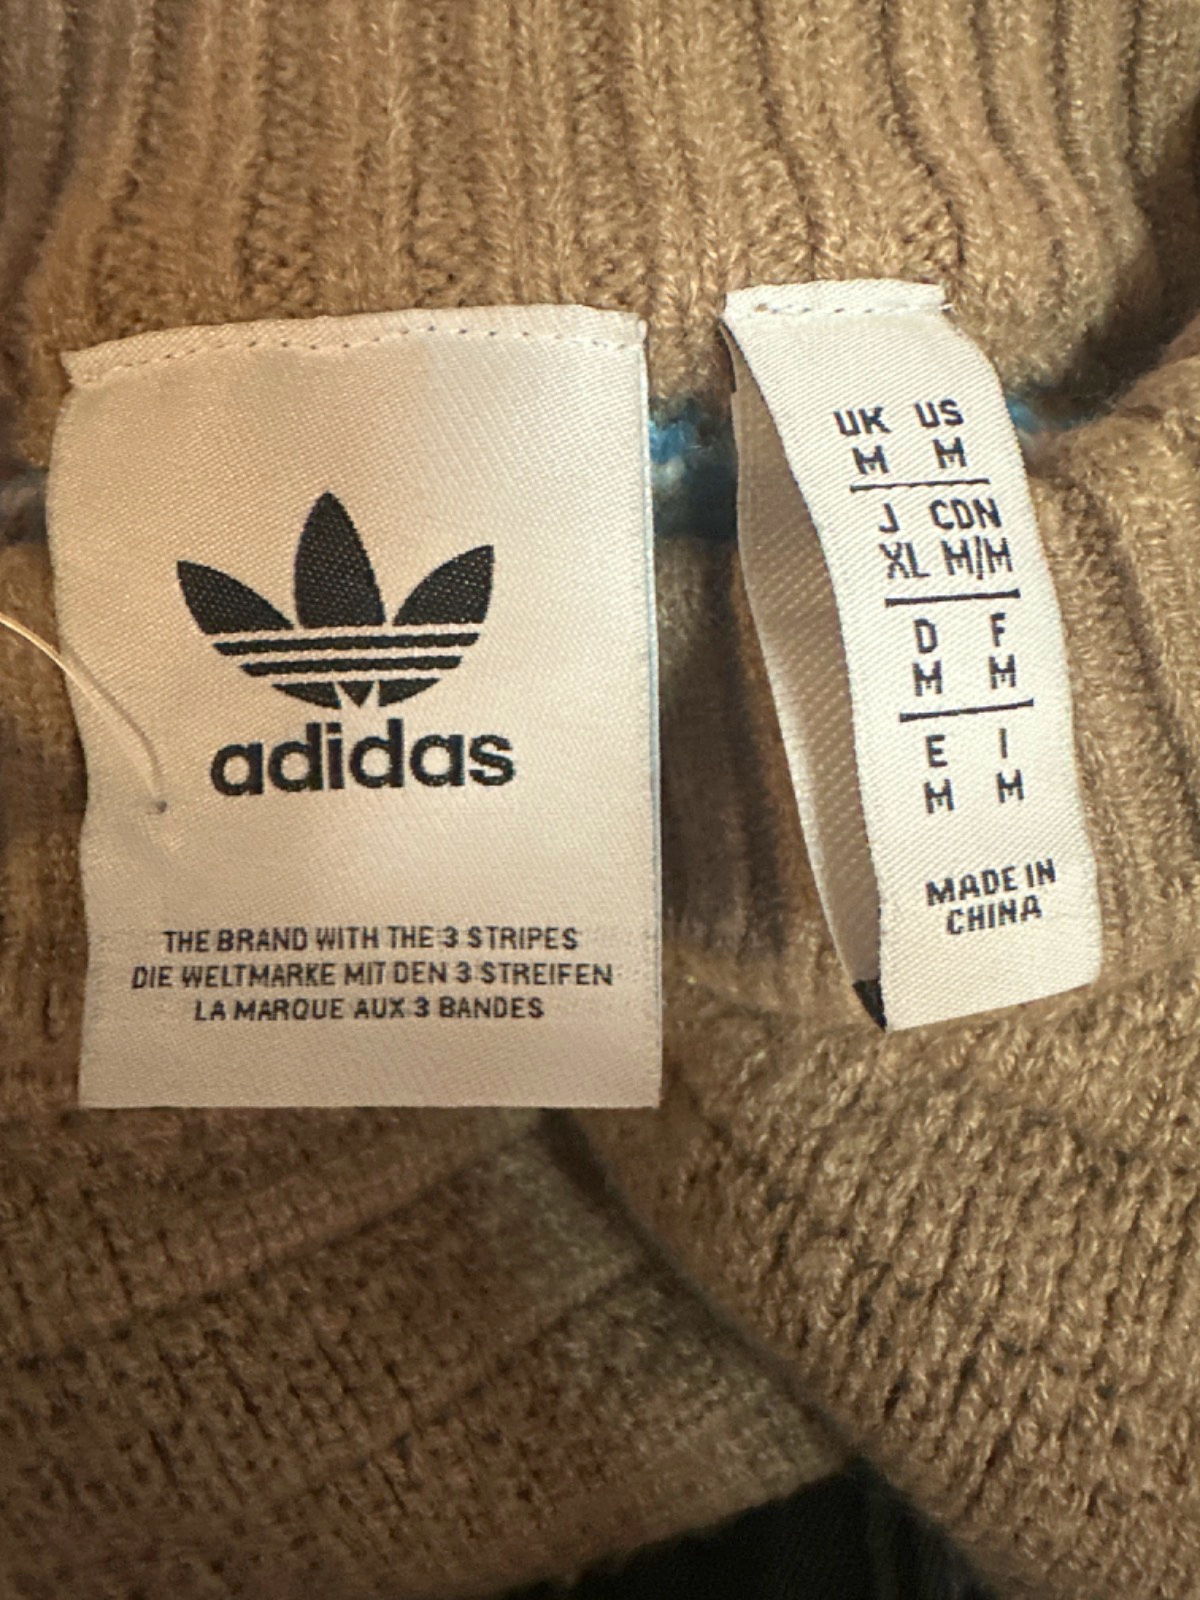 adidas
THE BRAND WITH THE 3 STRIPES
DIE WELTMARKE MIT DEN 3 STREIFEN
LA MARQUE AUX 3 BANDES
UK US
M M
J CDN
XL M/M
D F
M M
E I
M M
MADE IN
CHINA